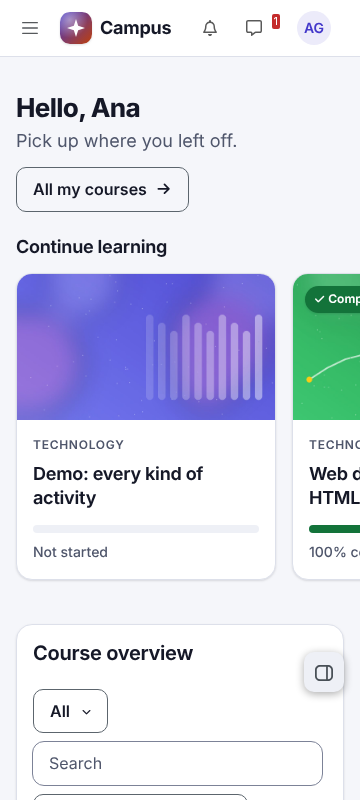 Campus
1
AG
Hello, Ana
Pick up where you left off.
All my courses
Continue learning
TECHNOLOGY
Demo: every kind of
activity
Not started
Course overview
All
Search